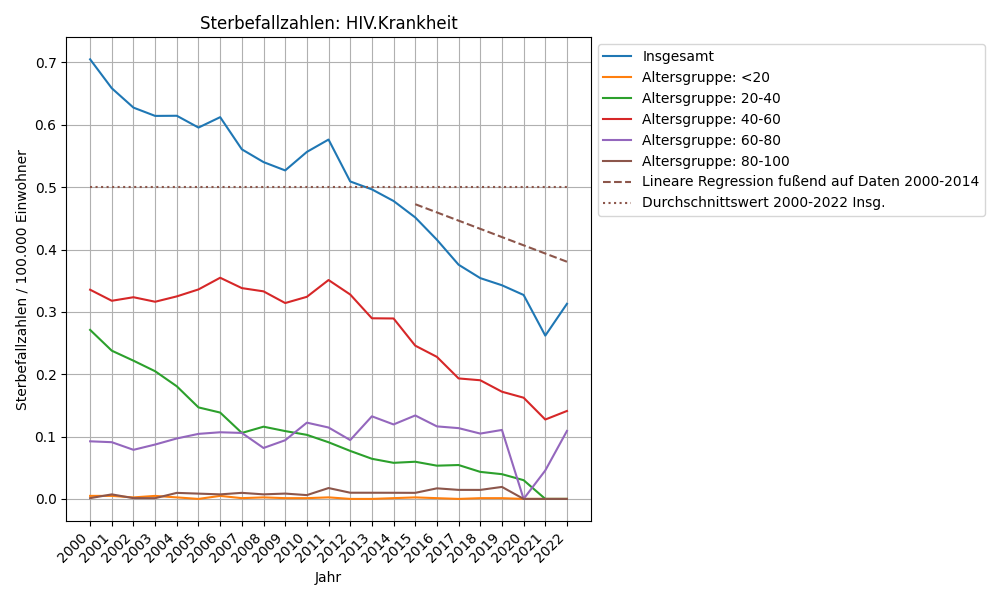 Sterbefallzahlen: HIV.Krankheit
Sterbefallzahlen / 100.000 Einwohner
0.7
0.6
0.5
0.4
0.3
0.2
0.1
0.0
2000
2001
2002
2003
2004
2005
2006
2007
2008
2009
2010
2011
2012
2013
2014
2015
2016
2017
2018
2019
2020
2021
2022
Jahr
Insgesamt
Altersgruppe: <20
Altersgruppe: 20-40
Altersgruppe: 40-60
Altersgruppe: 60-80
Altersgruppe: 80-100
Lineare Regression fußend auf Daten 2000-2014
Durchschnittswert 2000-2022 Insg.